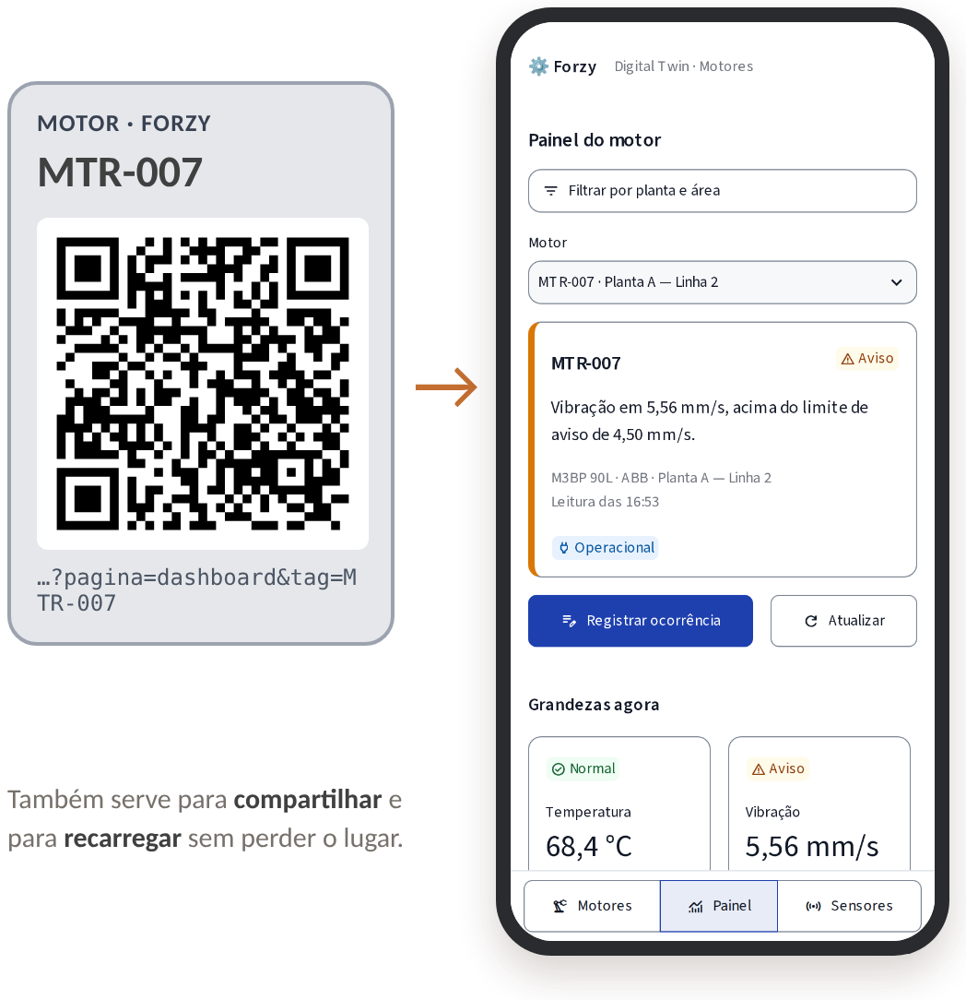 MOTOR · FORZY
MTR-007
…?pagina=dashboard&tag=M
TR-007
Também serve para compartilhar e
para recarregar sem perder o lugar.
Forzy Digital Twin · Motores
Painel do motor
Filtrar por planta e área
Motor
MTR-007 · Planta A — Linha 2
MTR-007
Aviso
Vibração em 5,56 mm/s, acima do limite de
aviso de 4,50 mm/s.
M3BP 90L · ABB · Planta A — Linha 2
Leitura das 16:53
Operacional
Registrar ocorrência
Atualizar
Grandezas agora
Normal
Temperatura
68,4 °C
Aviso
Vibração
5,56 mm/s
Motores
Painel
Sensores